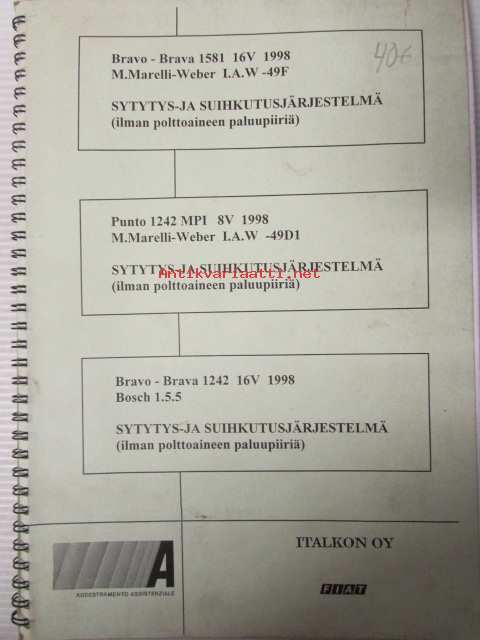 Bravo - Brava 1581 16V 1998
40€
M.Marelli-Weber I.A.W -49F
SYTYTYS-JA SUIHKUTUSJÄRJESTELMÄ
(ilman polttoaineen paluupiiriä)
Punto 1242 MPI 8V 1998
M.Marelli-Weber I.A.W -49D1
SYTYTYS-JA SUIHKUTUSJÄRJESTELMÄ
Antikvariaatti.net
(ilman polttoaineen paluupiiriä)
Bravo - Brava 1242 16V 1998
Bosch 1.5.5
SYTYTYS-JA SUIHKUTUSJÄRJESTELMÄ
(ilman polttoaineen paluupiiriä)
A
ADDESTRAMENTO ASSISTENZIALE
ITALKON OY
FIAT